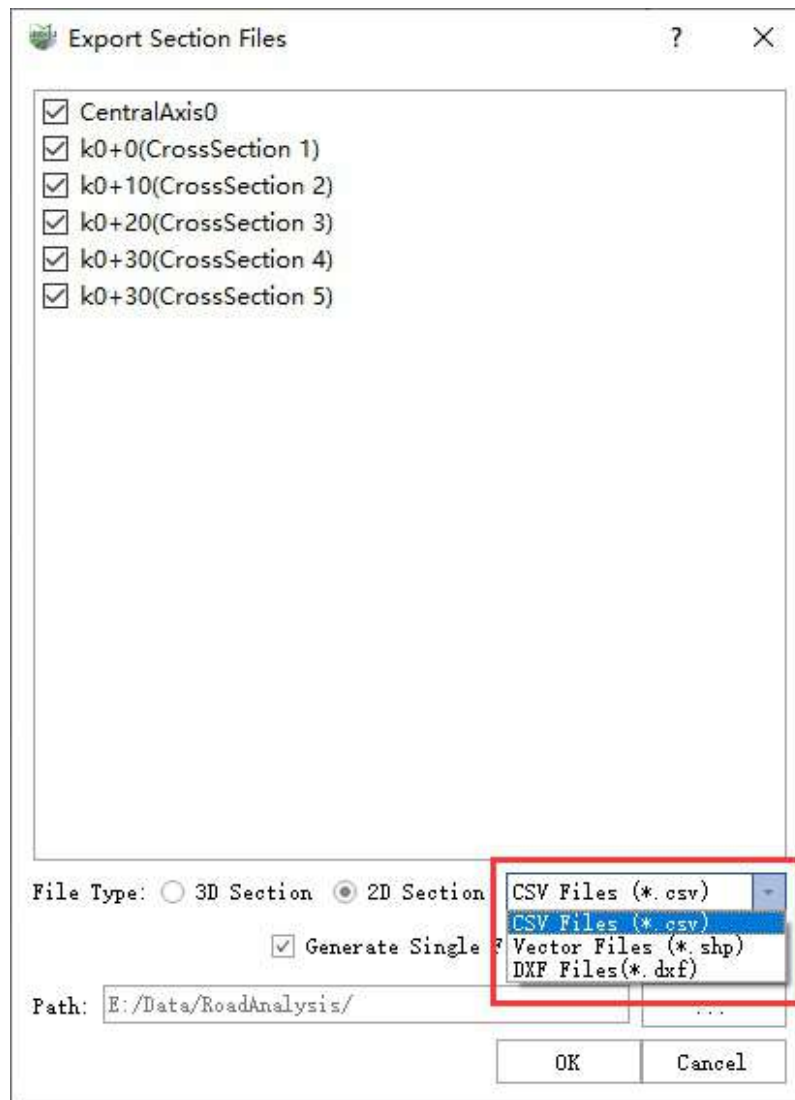 Export Section Files ? ×
CentralAxis0
k0+0(CrossSection 1)
k0+10(CrossSection 2)
k0+20(CrossSection 3)
k0+30(CrossSection 4)
k0+30(CrossSection 5)
File Type: 3D Section 2D Section CSV Files (*.csv)
CSV Files (*.csv)
Generate Single F Vector Files (*.shp)
DXF Files(*.dxf)
Path: E:/Data/RoadAnalysis/ ...
OK Cancel